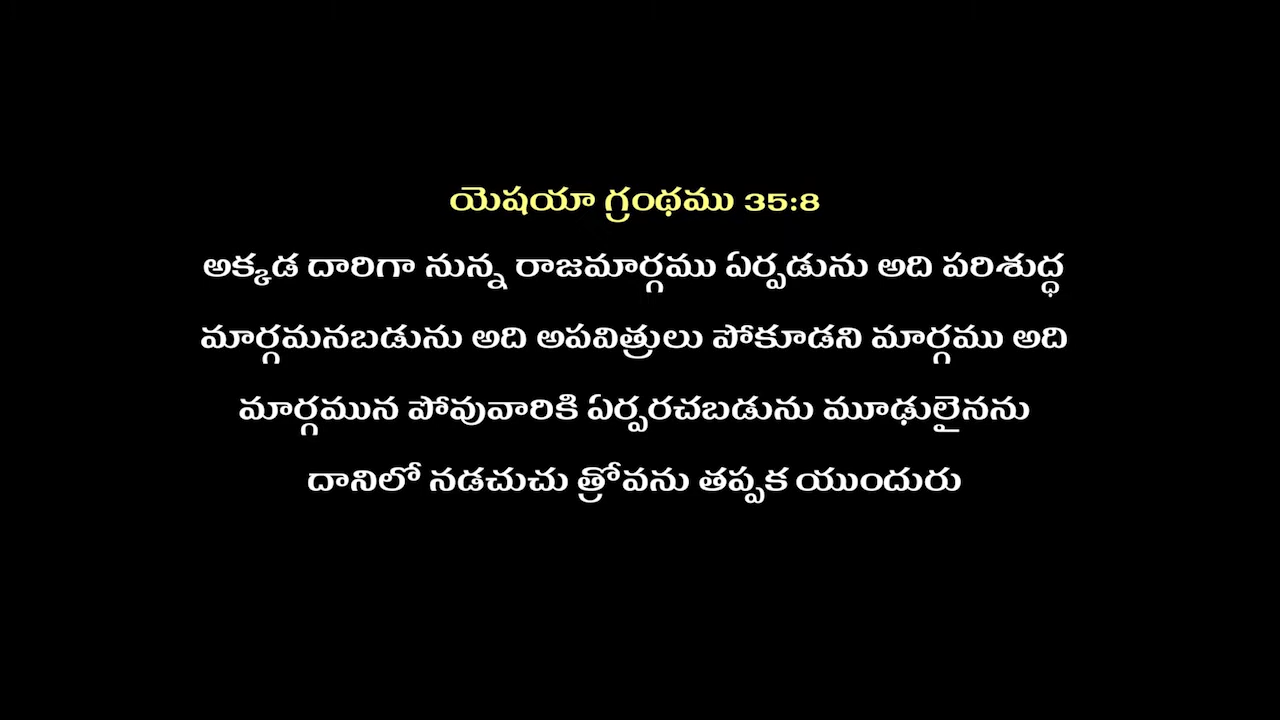 యెషయా గ్రంథము 35:8
అక్కడ దారిగా నున్న రాజమార్గము ఏర్పడును అది పరిశుద్ధ
మార్గమనబడును అది అపవిత్రులు పోకూడని మార్గము అది
మార్గమున పోవువారికి ఏర్పరచబడును మూఢులైనను
దానిలో నడచుచు త్రోవను తప్పక యుందురు